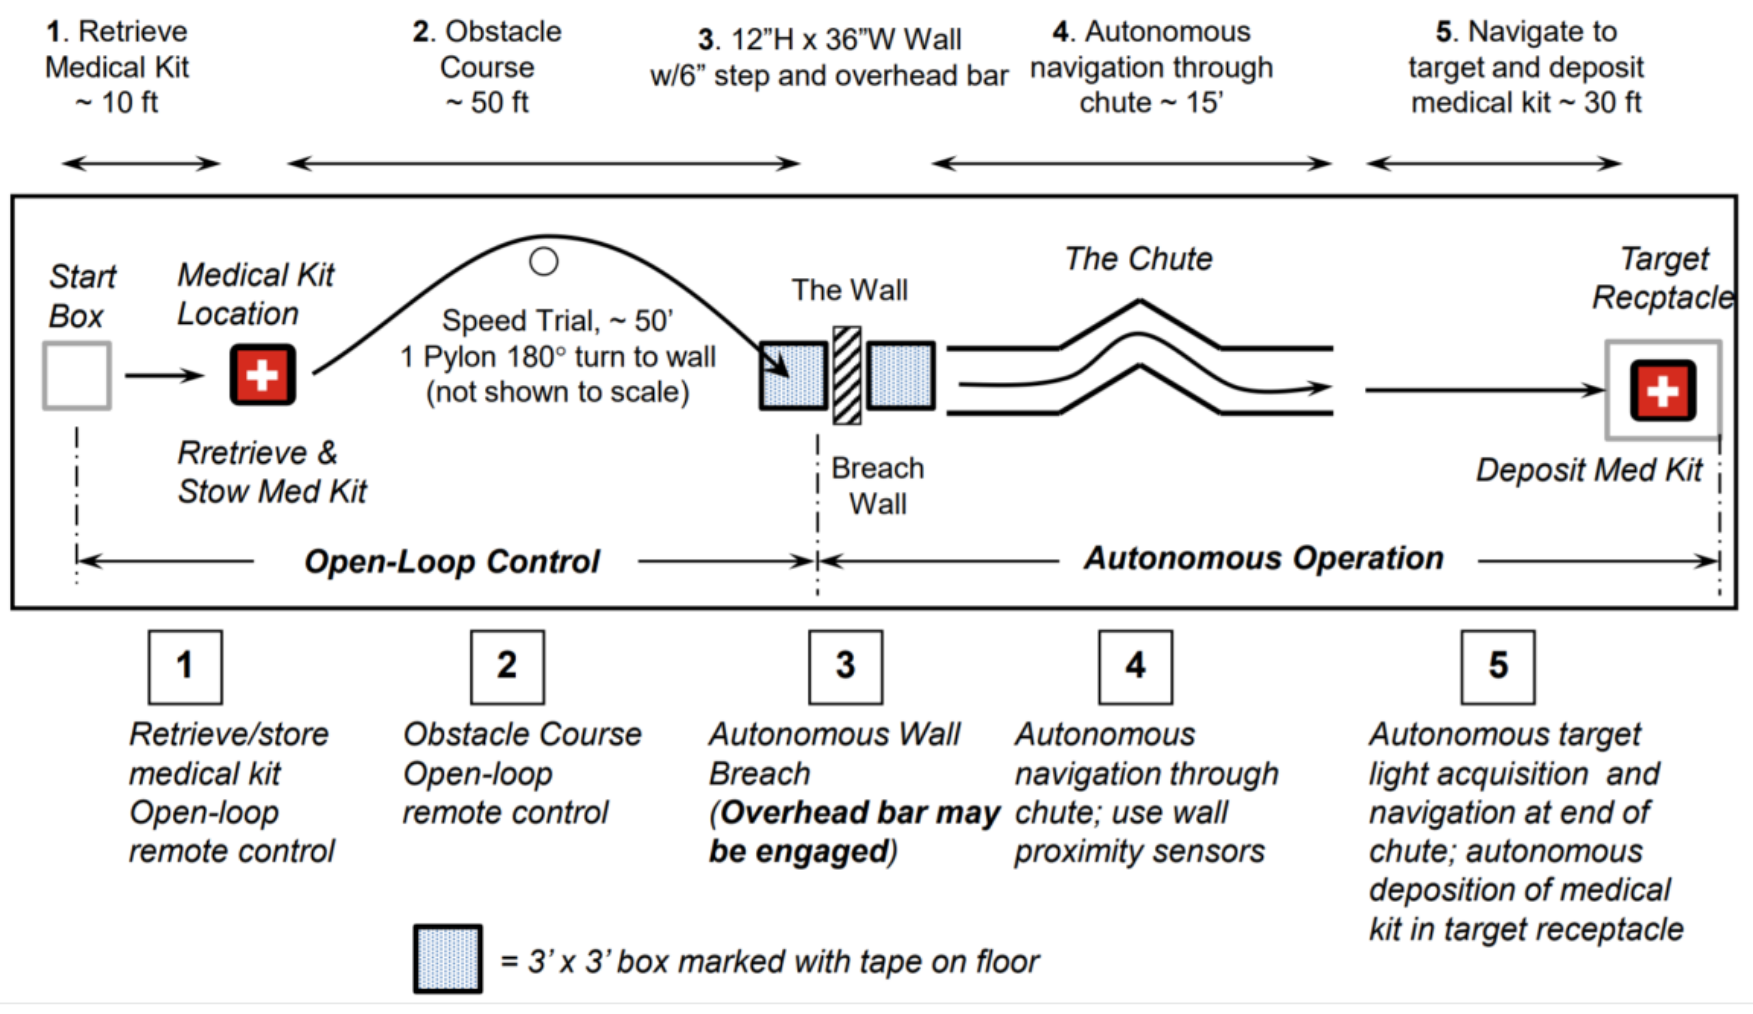 1. Retrieve
Medical Kit
~ 10 ft
2. Obstacle
Course
~ 50 ft
3. 12”H x 36”W Wall
w/6” step and overhead bar
4. Autonomous
navigation through
chute ~ 15’
5. Navigate to
target and deposit
medical kit ~ 30 ft
Start
Box
Medical Kit
Location
Rretrieve &
Stow Med Kit
Speed Trial, ~ 50’
1 Pylon 180° turn to wall
(not shown to scale)
The Wall
Breach
Wall
The Chute
Target
Recptacle
Deposit Med Kit
Open-Loop Control
Autonomous Operation
1
Retrieve/store
medical kit
Open-loop
remote control
2
Obstacle Course
Open-loop
remote control
3
Autonomous Wall
Breach
(Overhead bar may
be engaged)
4
Autonomous
navigation through
chute; use wall
proximity sensors
5
Autonomous target
light acquisition and
navigation at end of
chute; autonomous
deposition of medical
kit in target receptacle
= 3’ x 3’ box marked with tape on floor